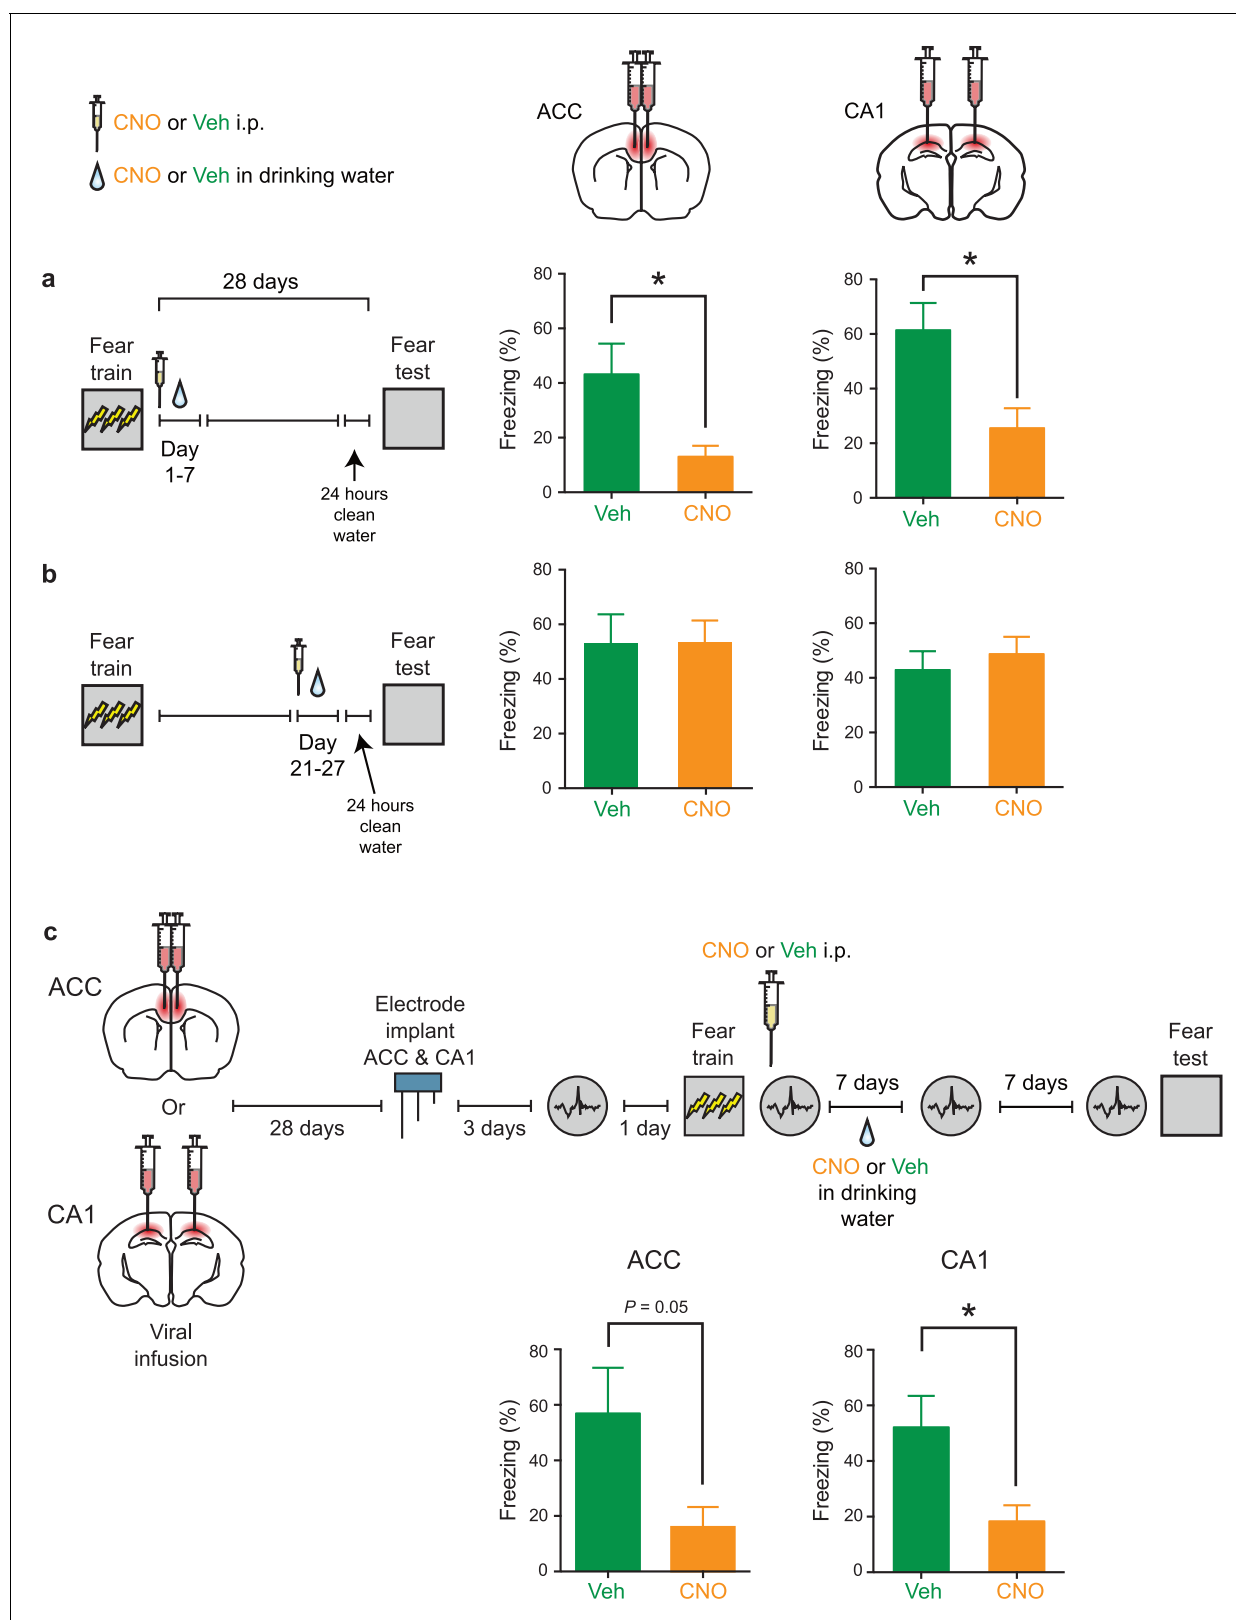 CNO or Veh i.p.
CNO or Veh in drinking water
ACC
CA1
a
28 days
Fear
train
Day
1-7
24 hours
clean
water
Fear
test
Freezing (%)
80
60
40
20
0
*
Veh
CNO
Freezing (%)
80
60
40
20
0
*
Veh
CNO
b
Fear
train
Day
21-27
24 hours
clean
water
Fear
test
Freezing (%)
80
60
40
20
0
Veh
CNO
Freezing (%)
80
60
40
20
0
Veh
CNO
c
ACC
Or
CA1
Viral
infusion
28 days
Electrode
implant
ACC & CA1
3 days
1 day
Fear
train
CNO or Veh i.p.
7 days
CNO or Veh
in drinking
water
7 days
Fear
test
ACC
P = 0.05
Freezing (%)
80
60
40
20
0
Veh
CNO
CA1
*
Freezing (%)
80
60
40
20
0
Veh
CNO